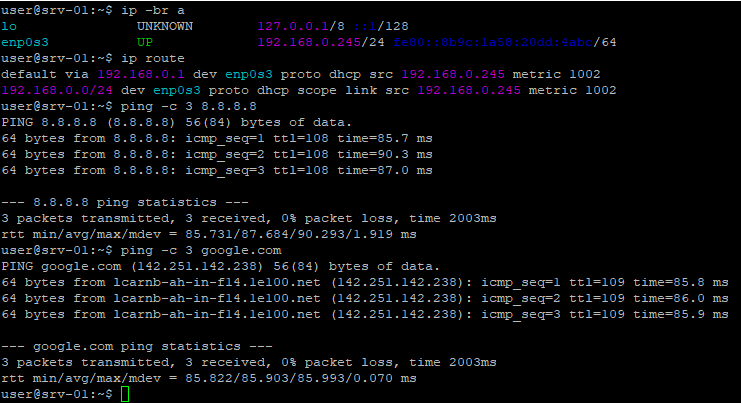 user@srv-01:~$ ip -br a
lo UNKNOWN 127.0.0.1/8 ::1/128
enp0s3 UP 192.168.0.245/24 fe80::8b9c:1a58:20dd:4abc/64
user@srv-01:~$ ip route
default via 192.168.0.1 dev enp0s3 proto dhcp src 192.168.0.245 metric 1002
192.168.0.0/24 dev enp0s3 proto dhcp scope link src 192.168.0.245 metric 1002
user@srv-01:~$ ping -c 3 8.8.8.8
PING 8.8.8.8 (8.8.8.8) 56(84) bytes of data.
64 bytes from 8.8.8.8: icmp_seq=1 ttl=108 time=85.7 ms
64 bytes from 8.8.8.8: icmp_seq=2 ttl=108 time=90.3 ms
64 bytes from 8.8.8.8: icmp_seq=3 ttl=108 time=87.0 ms
--- 8.8.8.8 ping statistics ---
3 packets transmitted, 3 received, 0% packet loss, time 2003ms
rtt min/avg/max/mdev = 85.731/87.684/90.293/1.919 ms
user@srv-01:~$ ping -c 3 google.com
PING google.com (142.251.142.238) 56(84) bytes of data.
64 bytes from lcarnb-ah-in-f14.1e100.net (142.251.142.238): icmp_seq=1 ttl=109 time=85.8 ms
64 bytes from lcarnb-ah-in-f14.1e100.net (142.251.142.238): icmp_seq=2 ttl=109 time=86.0 ms
64 bytes from lcarnb-ah-in-f14.1e100.net (142.251.142.238): icmp_seq=3 ttl=109 time=85.9 ms
--- google.com ping statistics ---
3 packets transmitted, 3 received, 0% packet loss, time 2003ms
rtt min/avg/max/mdev = 85.822/85.903/85.993/0.070 ms
user@srv-01:~$